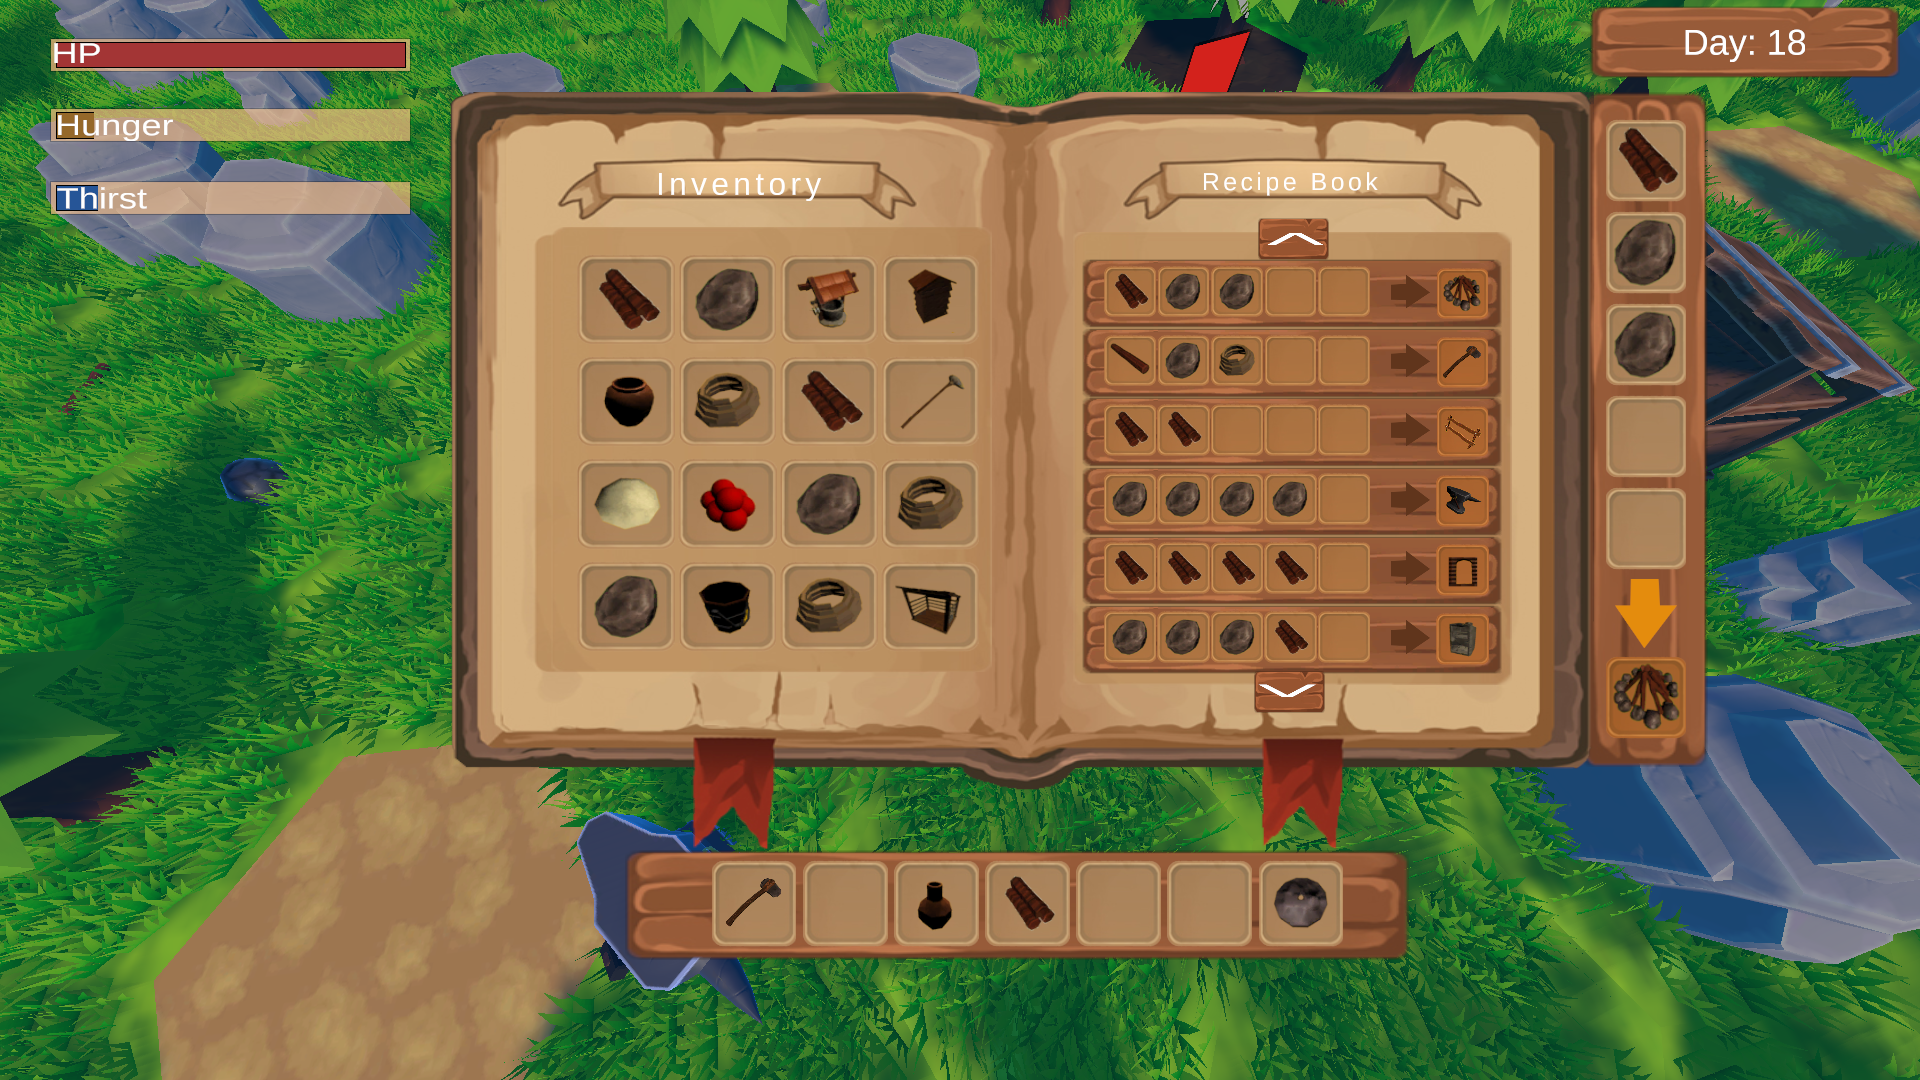 HP
Hunger
Thirst
Day: 18
Inventory
Recipe Book